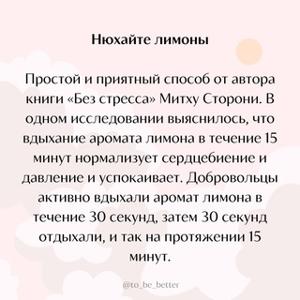 Нюхайте лимоны
Простой и приятный способ от автора
книги «Без стресса» Митху Сторони. В
одном исследовании выяснилось, что
вдыхание аромата лимона в течение 15
минут нормализует сердцебиение и
давление и успокаивает. Добровольцы
активно вдыхали аромат лимона в
течение 30 секунд, затем 30 секунд
отдыхали, и так на протяжении 15
минут.
@to_be_better